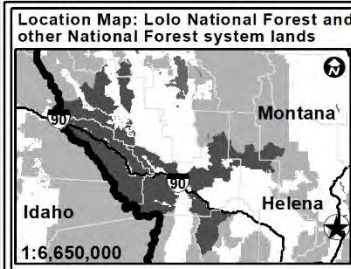 Location Map: Lolo National Forest and
other National Forest system lands
N
Montana
90
90
Helena
Idaho
1:6,650,000